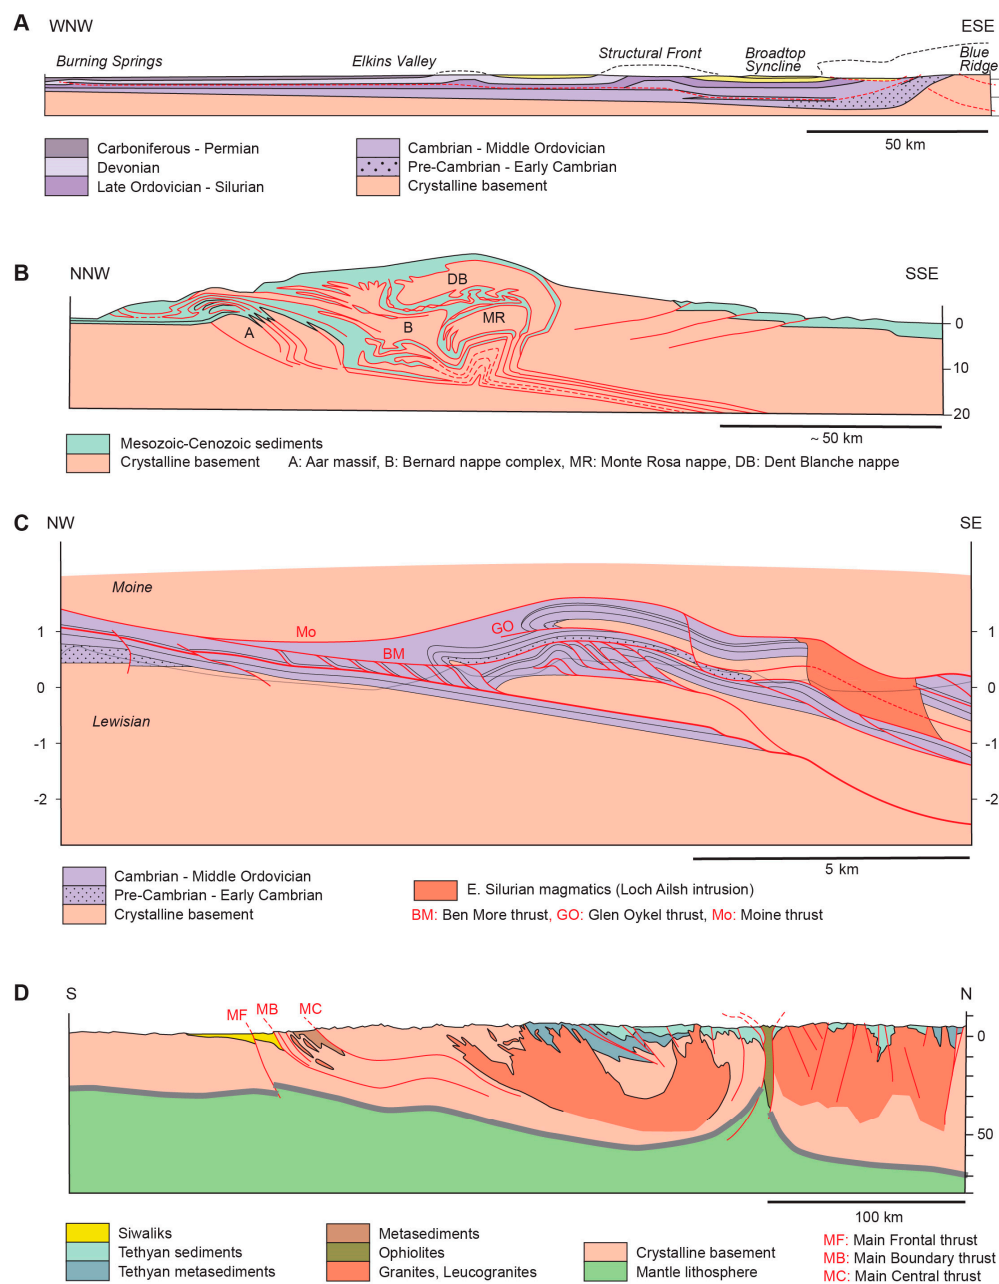 A WNW ESE
Burning Springs Elkins Valley Structural Front Broadtop Syncline Blue Ridge
50 km
Carboniferous - Permian
Devonian
Late Ordovician - Silurian
Cambrian - Middle Ordovician
Pre-Cambrian - Early Cambrian
Crystalline basement
B NNW SSE
DB
MR
B
A
0
10
20
~ 50 km
Mesozoic-Cenozoic sediments
Crystalline basement A: Aar massif, B: Bernard nappe complex, MR: Monte Rosa nappe, DB: Dent Blanche nappe
C NW SE
Moine
Mo GO
BM
Lewisian
1 1
0 0
-1 -1
-2 -2
5 km
Cambrian - Middle Ordovician
Pre-Cambrian - Early Cambrian
Crystalline basement
E. Silurian magmatics (Loch Ailsh intrusion)
BM: Ben More thrust, GO: Glen Oykel thrust, Mo: Moine thrust
D S N
MF MB MC
0
50
100 km
Siwaliks
Tethyan sediments
Tethyan metasediments
Metasediments
Ophiolites
Granites, Leucogranites
Crystalline basement
Mantle lithosphere
MF: Main Frontal thrust
MB: Main Boundary thrust
MC: Main Central thrust